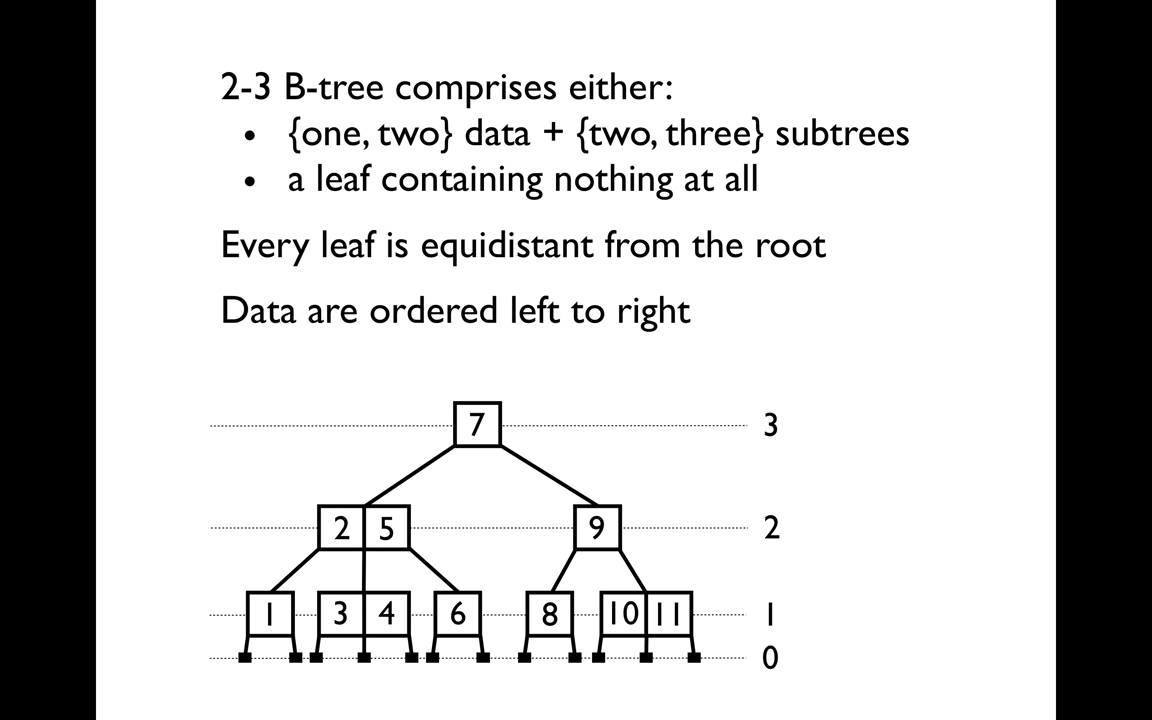 2-3 B-tree comprises either:
• {one, two} data + {two, three} subtrees
• a leaf containing nothing at all
Every leaf is equidistant from the root
Data are ordered left to right
7 3
2 5 9 2
1 3 4 6 8 10 11 1
0